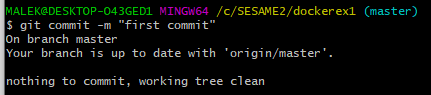 MALEK@DESKTOP-O43GED1 MINGW64 /c/SESAME2/dockerex1 (master)
$ git commit -m "first commit"
On branch master
Your branch is up to date with 'origin/master'.
nothing to commit, working tree clean